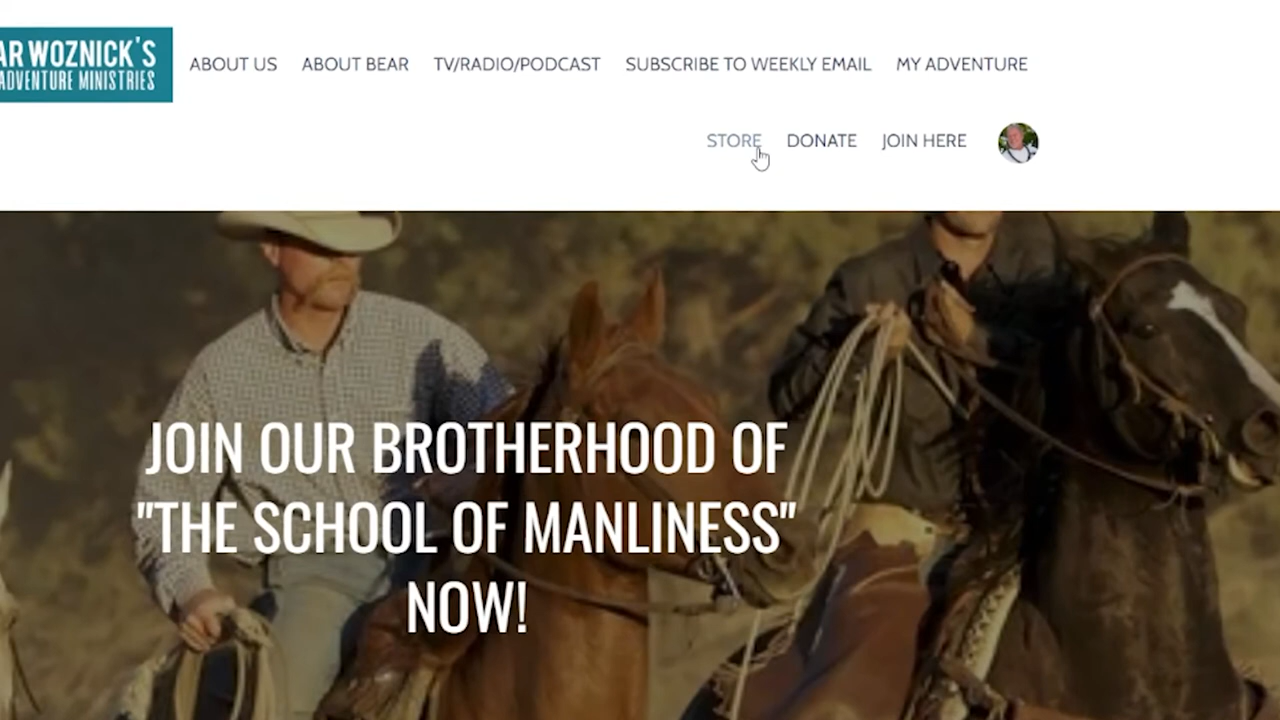 AR WOZNICK'S
ADVENTURE MINISTRIES
ABOUT US ABOUT BEAR TV/RADIO/PODCAST SUBSCRIBE TO WEEKLY EMAIL MY ADVENTURE
STORE DONATE JOIN HERE
JOIN OUR BROTHERHOOD OF
"THE SCHOOL OF MANLINESS"
NOW!